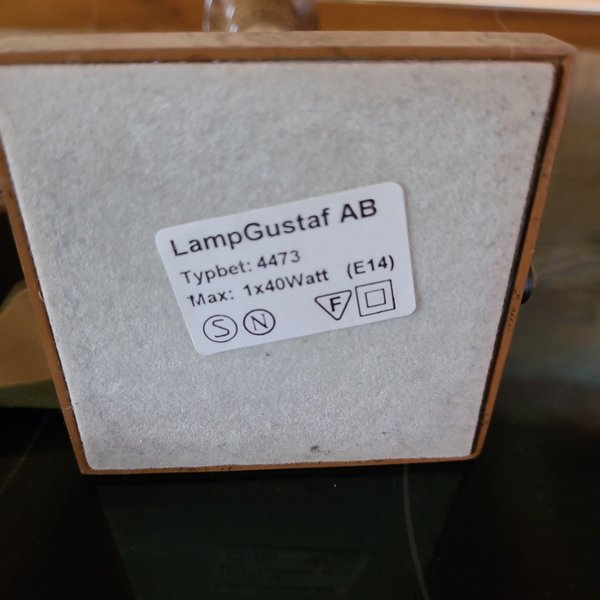 LampGustaf AB
Typbet: 4473
Max: 1x40Watt (E14)
S N F